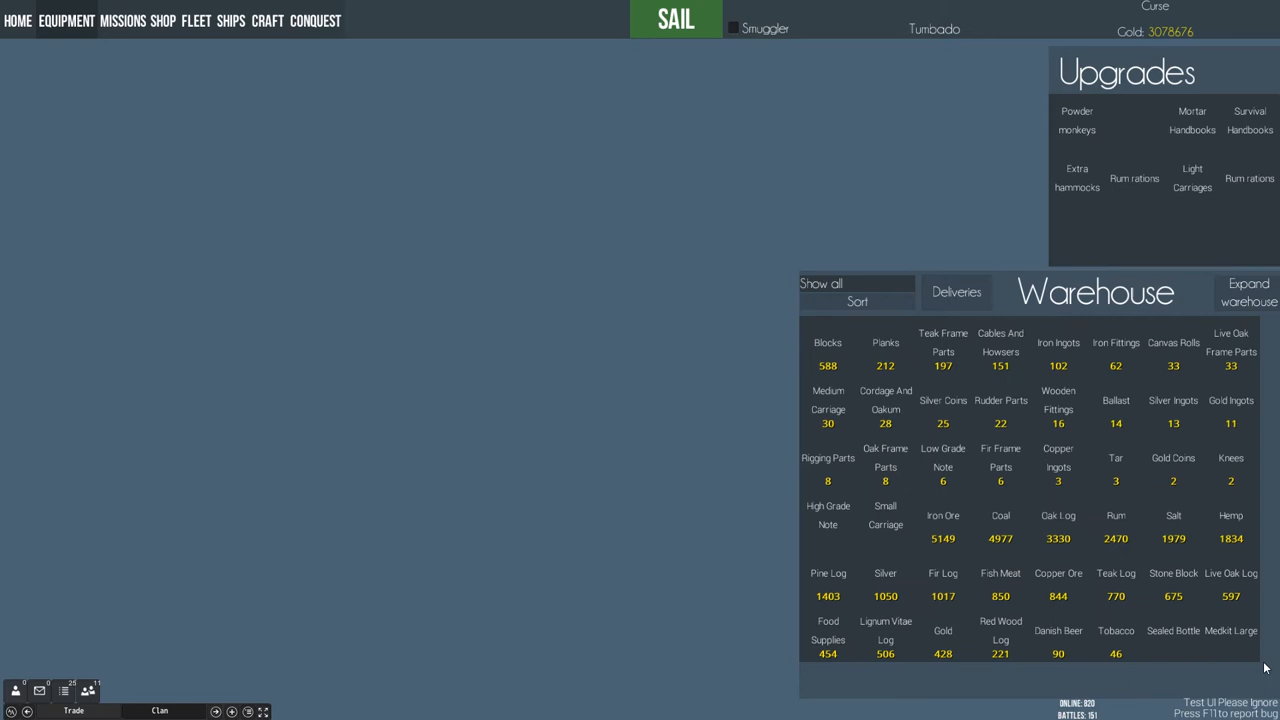 HOME EQUIPMENT MISSIONS SHOP FLEET SHIPS CRAFT CONQUEST
SAIL
Smuggler
Tumbado
Curse
Gold: 3078676
Upgrades
Powder monkeys
Mortar Handbooks
Survival Handbooks
Extra hammocks
Rum rations
Light Carriages
Rum rations
Show all
Sort
Deliveries
Warehouse
Expand warehouse
Blocks 588
Planks 212
Teak Frame Parts 197
Cables And Howsers 151
Iron Ingots 102
Iron Fittings 62
Canvas Rolls 33
Live Oak Frame Parts 33
Medium Carriage 30
Cordage And Oakum 28
Silver Coins 25
Rudder Parts 22
Wooden Fittings 16
Ballast 14
Silver Ingots 13
Gold Ingots 11
Rigging Parts 8
Oak Frame Parts 8
Low Grade Note 6
Fir Frame Parts 6
Copper Ingots 3
Tar 3
Gold Coins 2
Knees 2
High Grade Note
Small Carriage
Iron Ore 5149
Coal 4977
Oak Log 3330
Rum 2470
Salt 1979
Hemp 1834
Pine Log 1403
Silver 1050
Fir Log 1017
Fish Meat 850
Copper Ore 844
Teak Log 770
Stone Block 675
Live Oak Log 597
Food Supplies 454
Lignum Vitae Log 506
Gold 428
Red Wood Log 221
Danish Beer 90
Tobacco 46
Sealed Bottle
Medkit Large
0 0 25 11
Trade
Clan
ONLINE: 820
BATTLES: 151
Test UI Please Ignore
Press F11 to report bug